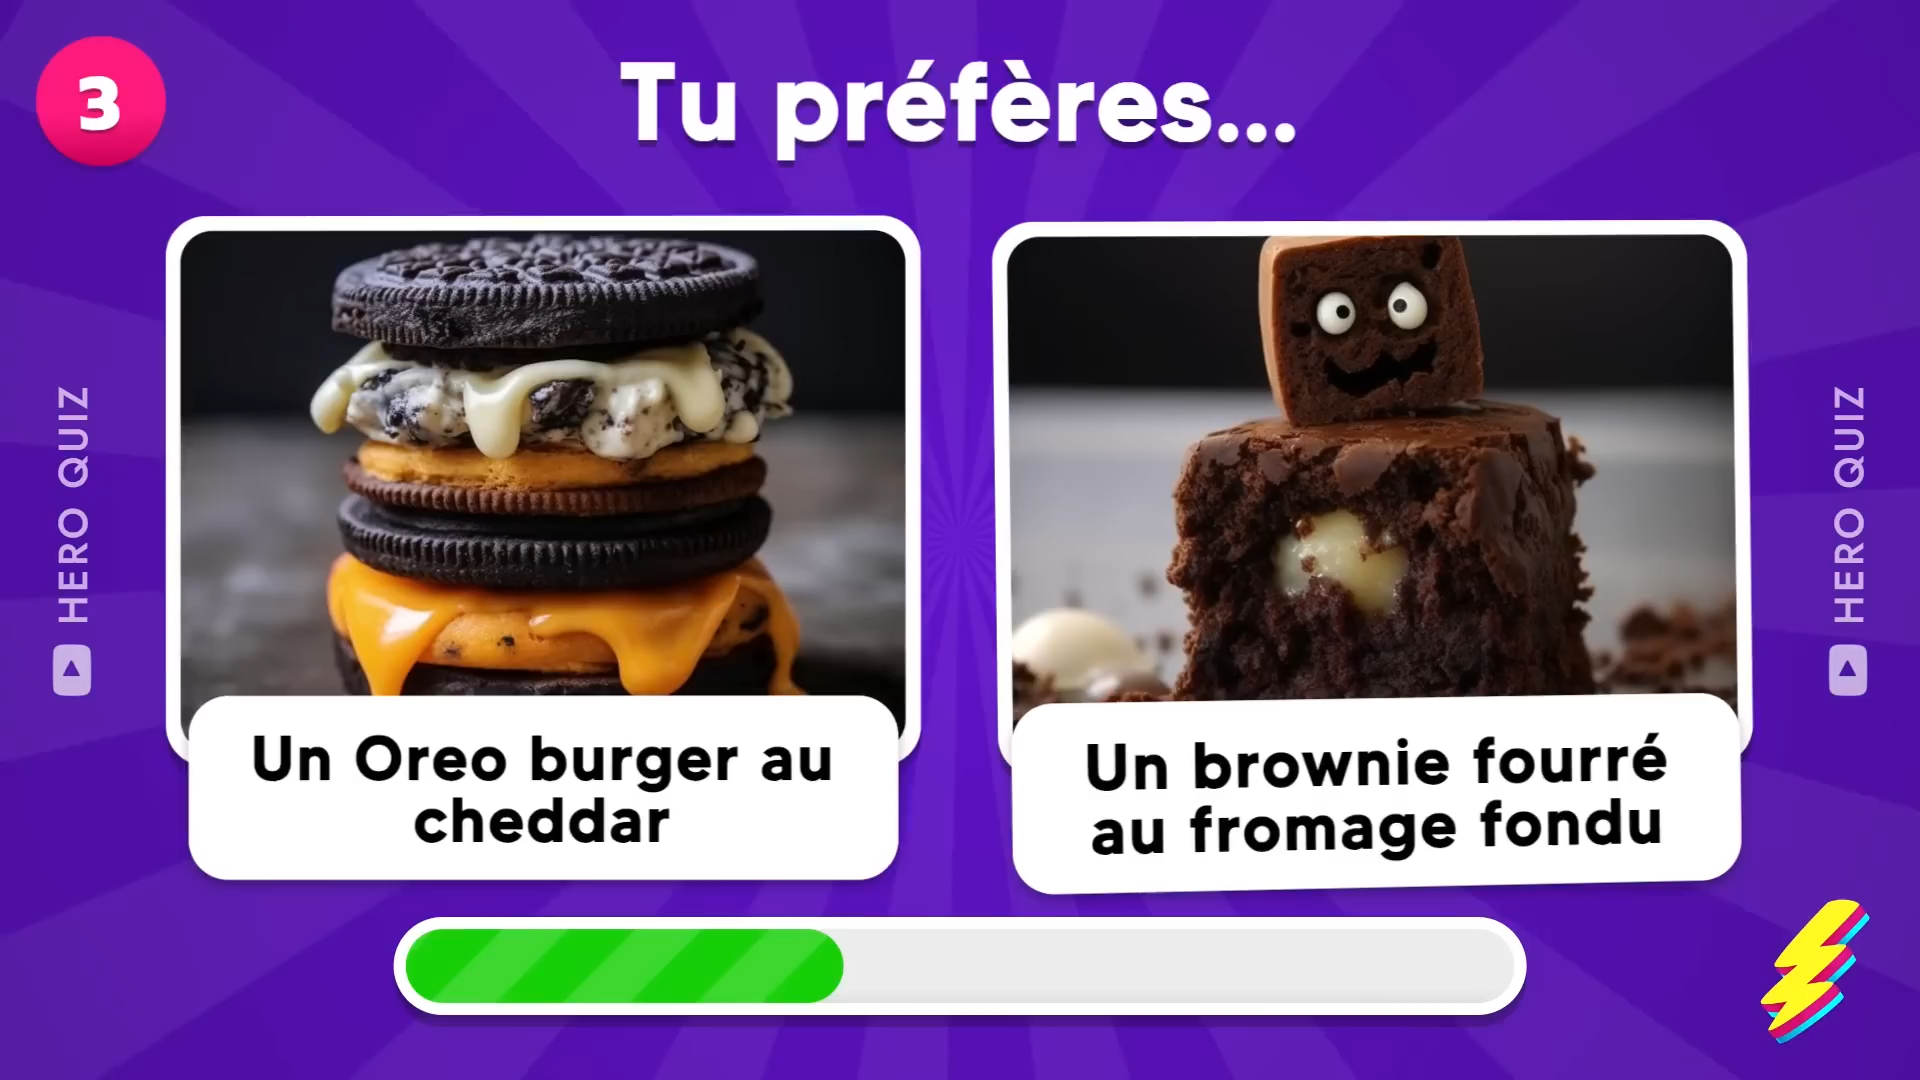 3
Tu préfères...
HERO QUIZ
HERO QUIZ
Un Oreo burger au
cheddar
Un brownie fourré
au fromage fondu